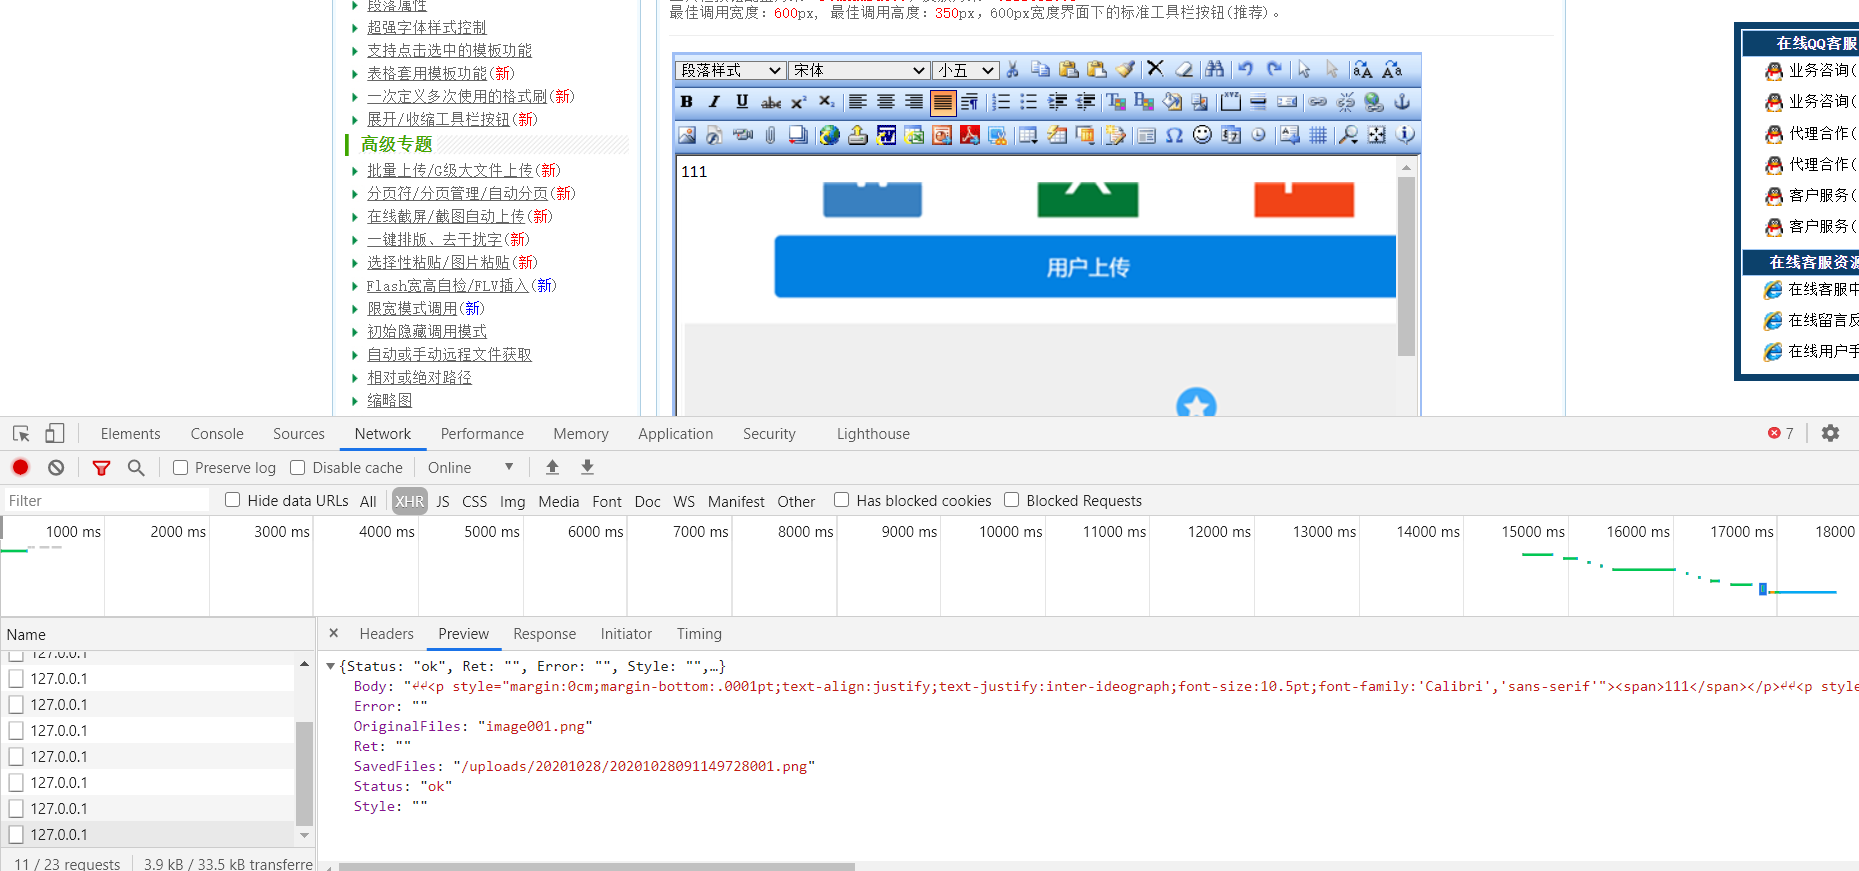 段落属性
超强字体样式控制
支持点击选中的模板功能
表格套用模板功能(新)
一次定义多次使用的格式刷(新)
展开/收缩工具栏按钮(新)
高级专题
批量上传/G级大文件上传(新)
分页符/分页管理/自动分页(新)
在线截屏/截图自动上传(新)
一键排版、去干扰字(新)
选择性粘贴/图片粘贴(新)
Flash宽高自检/FLV插入(新)
限宽模式调用(新)
初始隐藏调用模式
自动或手动远程文件获取
相对或绝对路径
缩略图
最佳调用宽度：600px, 最佳调用高度：350px，600px宽度界面下的标准工具栏按钮(推荐)。
段落样式 宋体 小五
111
用户上传
在线QQ客服
业务咨询(
业务咨询(
代理合作(
代理合作(
客户服务(
客户服务(
在线客服资源
在线客服中
在线留言反
在线用户手
Elements Console Sources Network Performance Memory Application Security Lighthouse 7
Preserve log Disable cache Online
Filter Hide data URLs All XHR JS CSS Img Media Font Doc WS Manifest Other Has blocked cookies Blocked Requests
1000 ms 2000 ms 3000 ms 4000 ms 5000 ms 6000 ms 7000 ms 8000 ms 9000 ms 10000 ms 11000 ms 12000 ms 13000 ms 14000 ms 15000 ms 16000 ms 17000 ms 18000
Name
127.0.0.1
127.0.0.1
127.0.0.1
127.0.0.1
127.0.0.1
127.0.0.1
127.0.0.1
127.0.0.1
11 / 23 requests 3.9 kB / 33.5 kB transferre
× Headers Preview Response Initiator Timing
{Status: "ok", Ret: "", Error: "", Style: "",…}
Body: "↵↵<p style="margin:0cm;margin-bottom:.0001pt;text-align:justify;text-justify:inter-ideograph;font-size:10.5pt;font-family:'Calibri','sans-serif'"><span>111</span></p>↵↵<p style
Error: ""
OriginalFiles: "image001.png"
Ret: ""
SavedFiles: "/uploads/20201028/20201028091149728001.png"
Status: "ok"
Style: ""